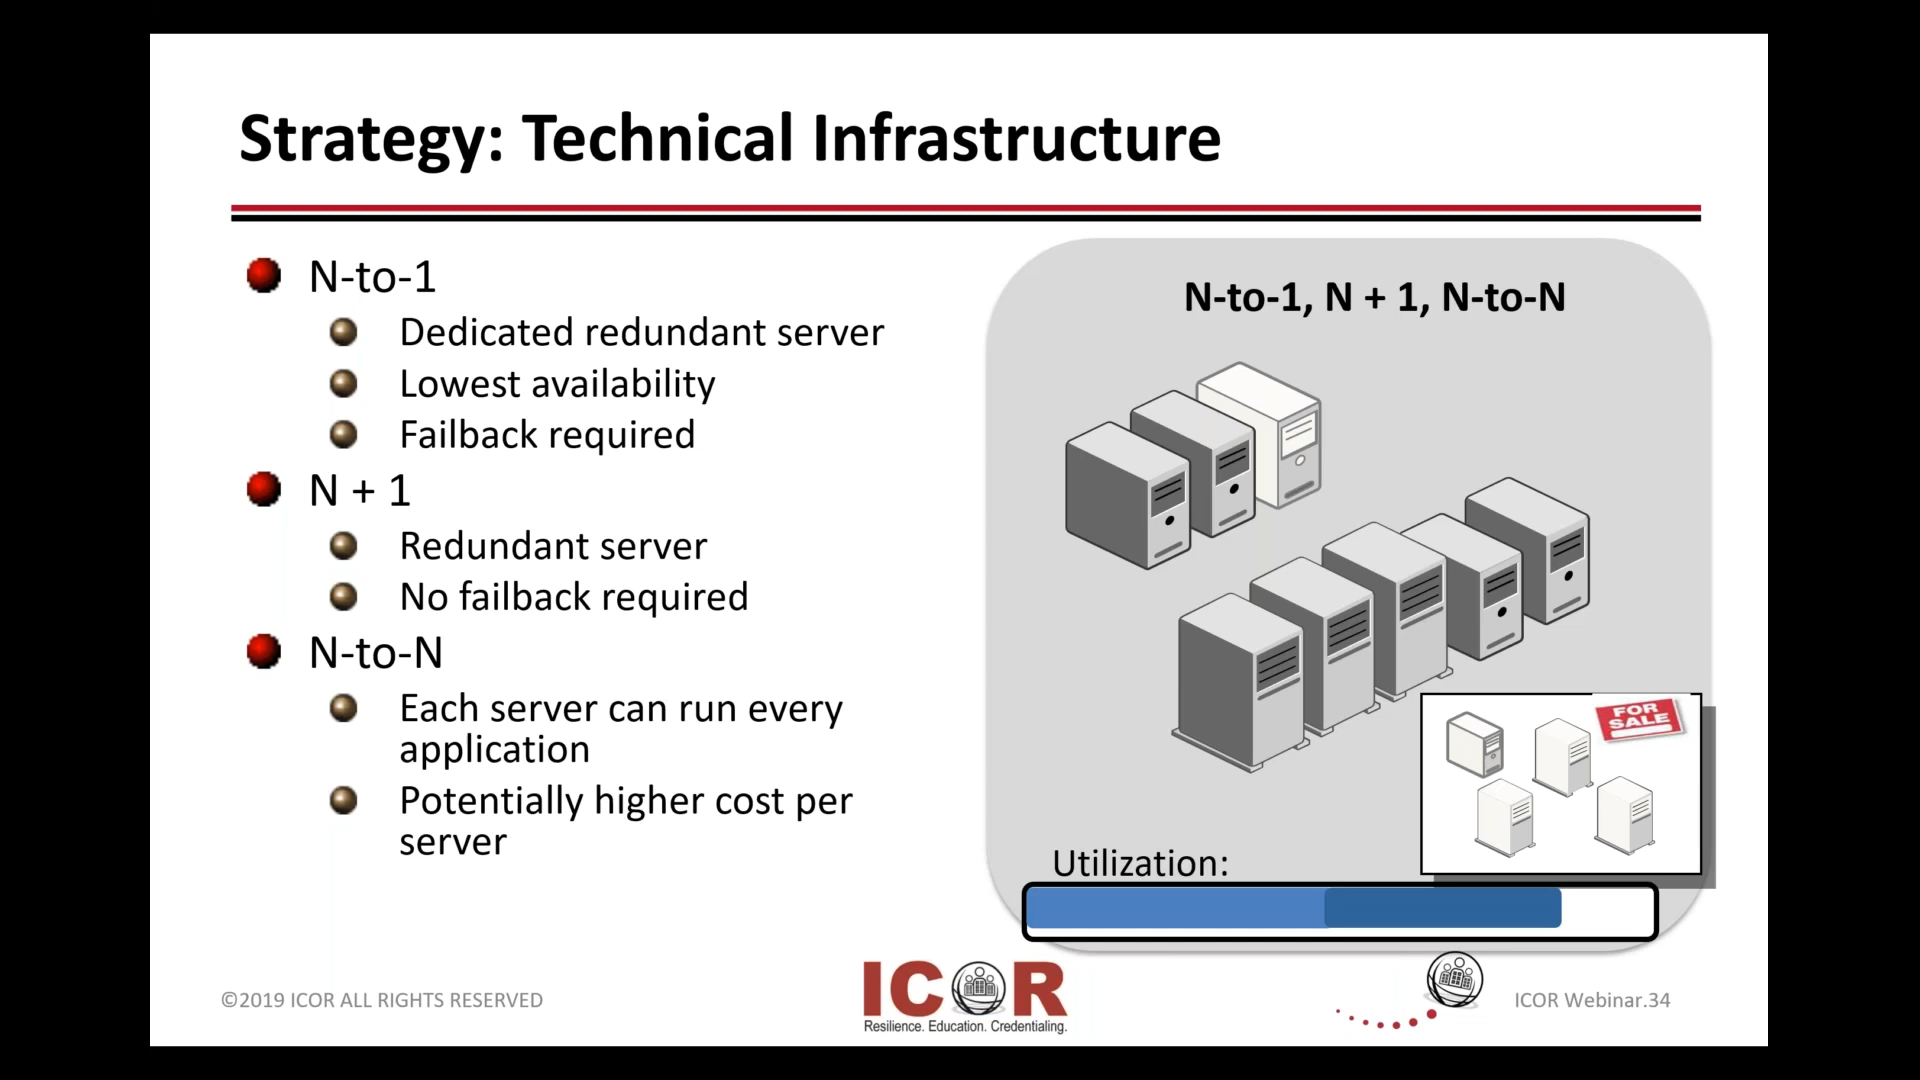 Strategy: Technical Infrastructure
N-to-1
Dedicated redundant server
Lowest availability
Failback required
N + 1
Redundant server
No failback required
N-to-N
Each server can run every
application
Potentially higher cost per
server
N-to-1, N + 1, N-to-N
FOR
SALE
Utilization:
©2019 ICOR ALL RIGHTS RESERVED
ICOR
Resilience. Education. Credentialing.
ICOR Webinar.34